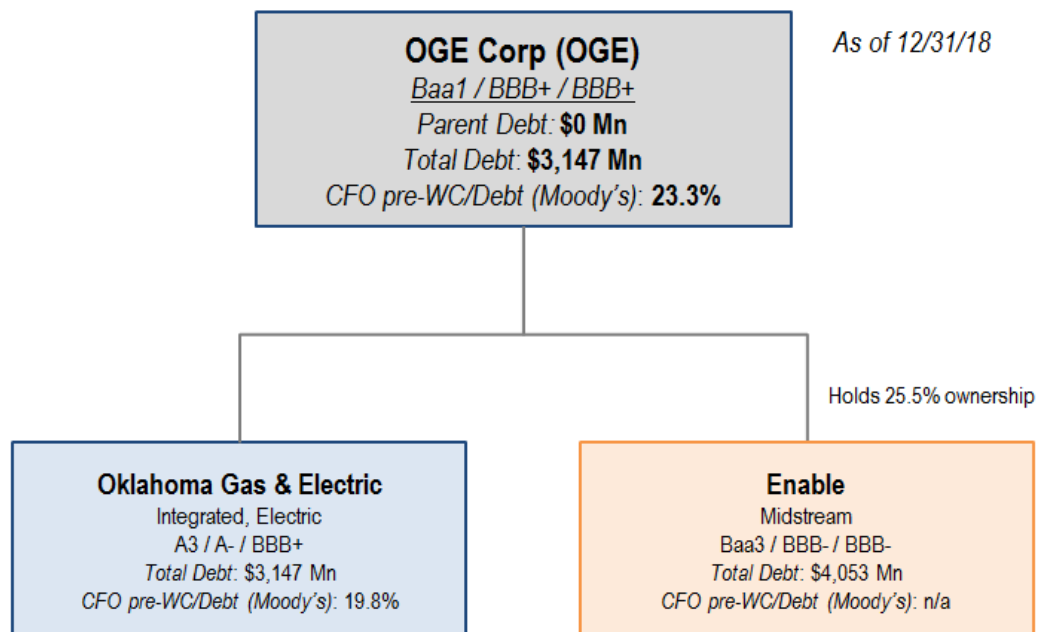 OGE Corp (OGE)
Baa1 / BBB+ / BBB+
Parent Debt: $0 Mn
Total Debt: $3,147 Mn
CFO pre-WC/Debt (Moody's): 23.3%
As of 12/31/18
Holds 25.5% ownership
Oklahoma Gas & Electric
Integrated, Electric
A3 / A- / BBB+
Total Debt: $3,147 Mn
CFO pre-WC/Debt (Moody's): 19.8%
Enable
Midstream
Baa3 / BBB- / BBB-
Total Debt: $4,053 Mn
CFO pre-WC/Debt (Moody's): n/a